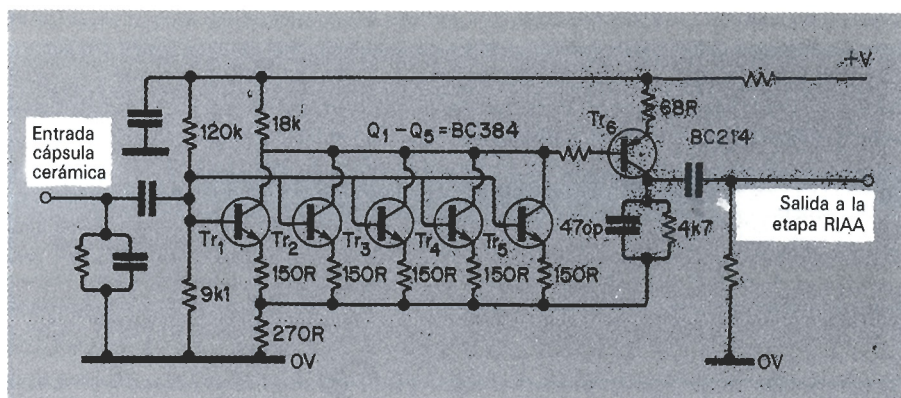 +V
68R
Tr6
BC214
120k
18k
Q1 – Q5 = BC384
Entrada
cápsula
cerámica
Tr1
Tr2
Tr3
Tr4
Tr5
470p
4k7
Salida a la
etapa RIAA
150R
150R
150R
150R
150R
9k1
270R
0V
0V